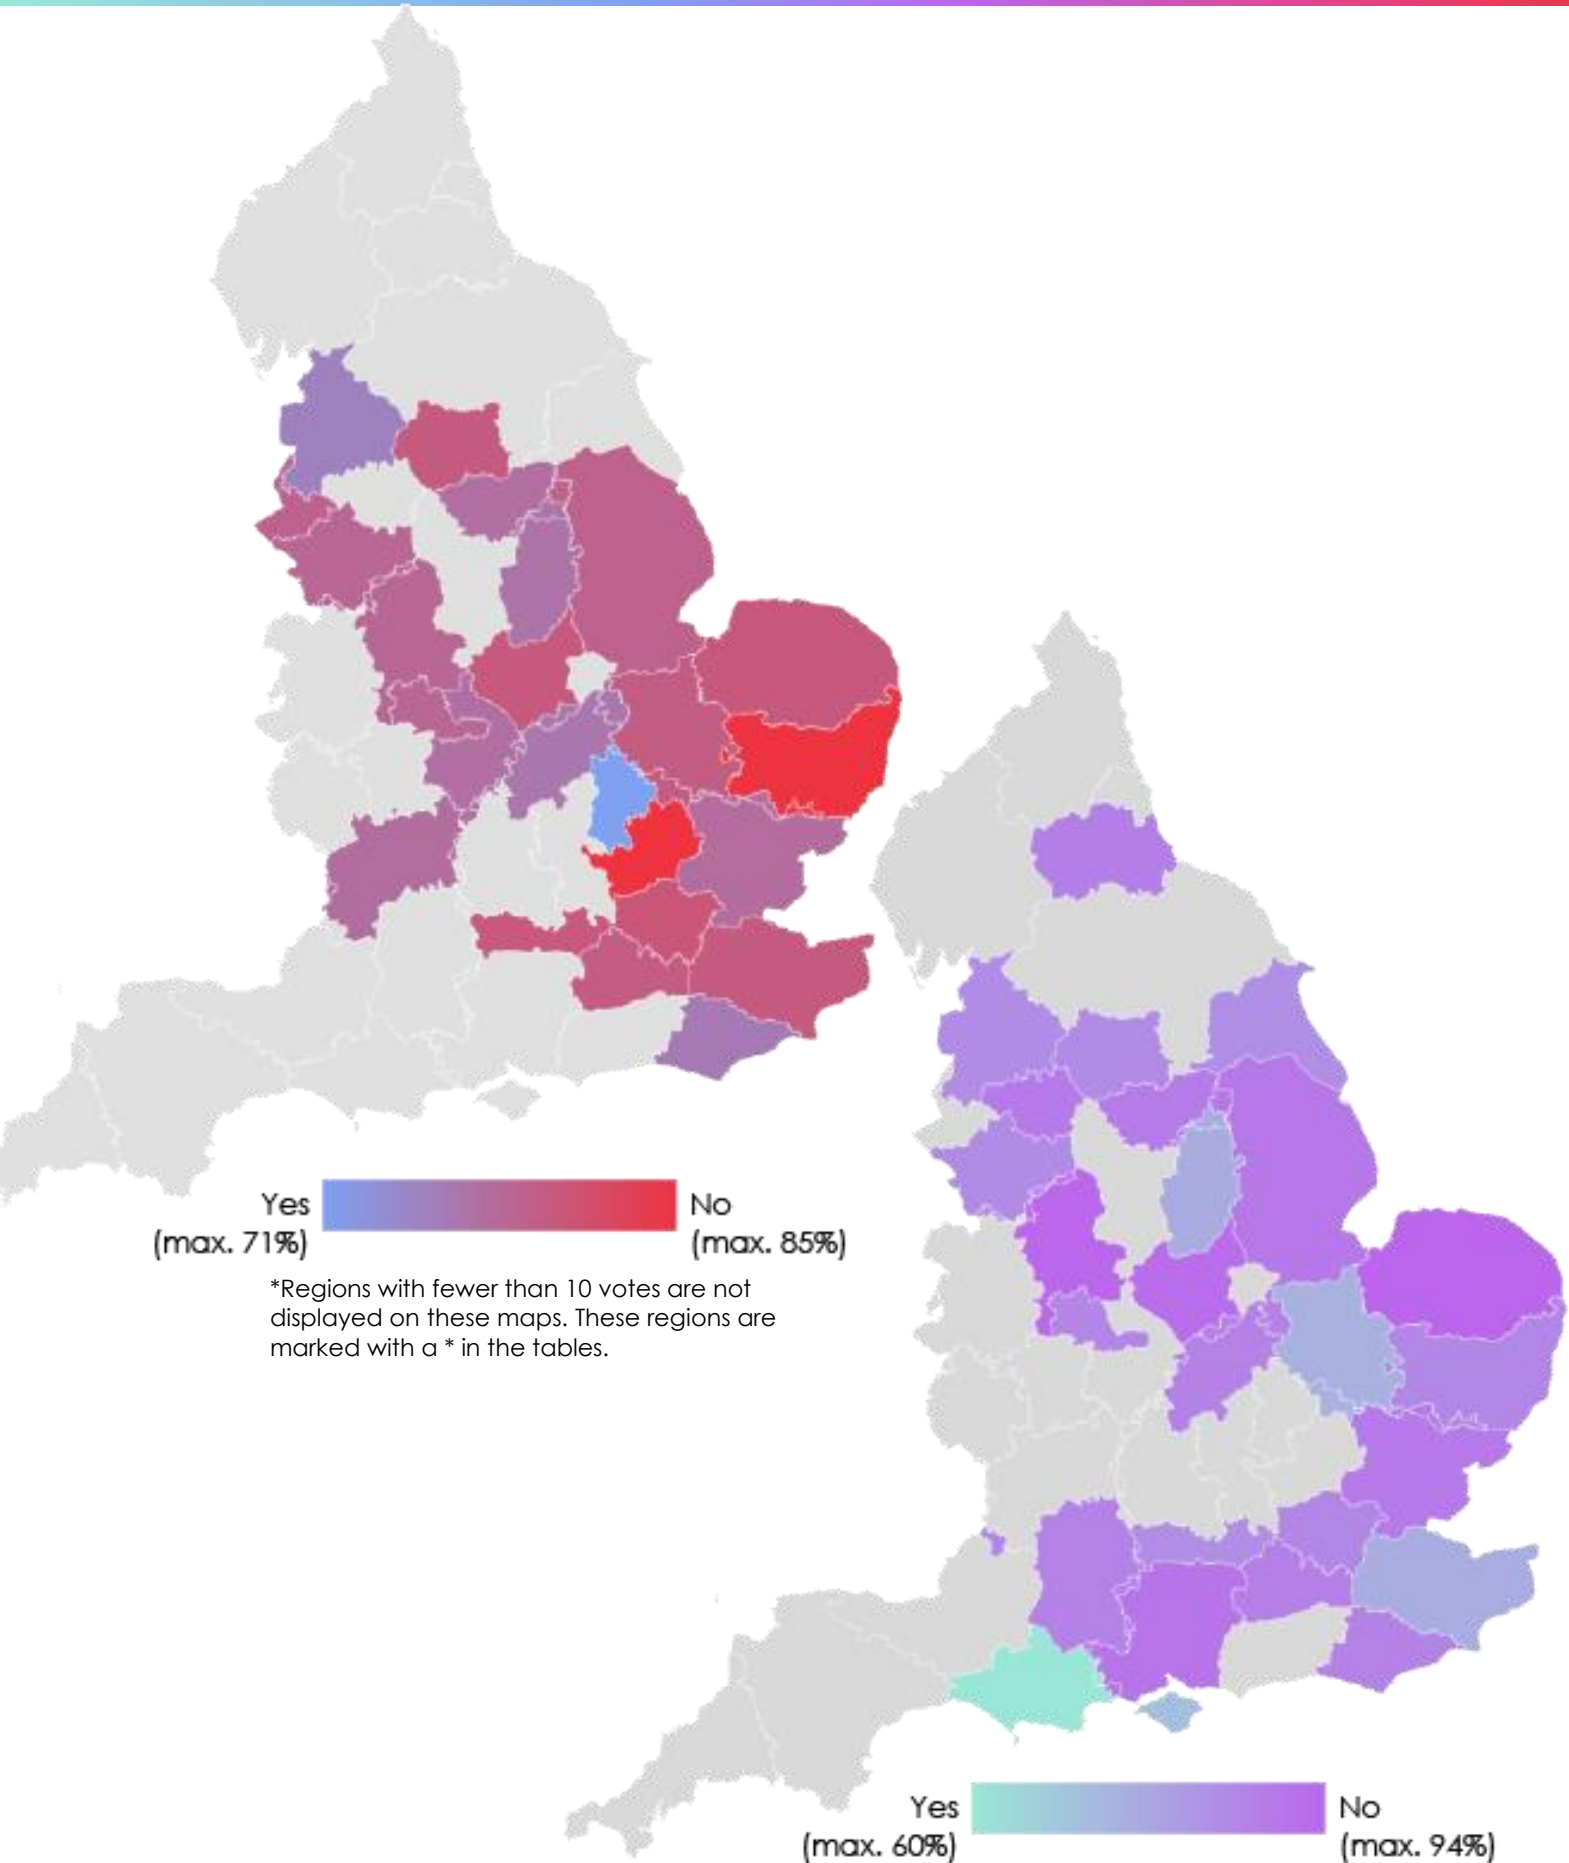 Yes
(max. 71%)
No
(max. 85%)
*Regions with fewer than 10 votes are not
displayed on these maps. These regions are
marked with a * in the tables.
Yes
(max. 60%)
No
(max. 94%)